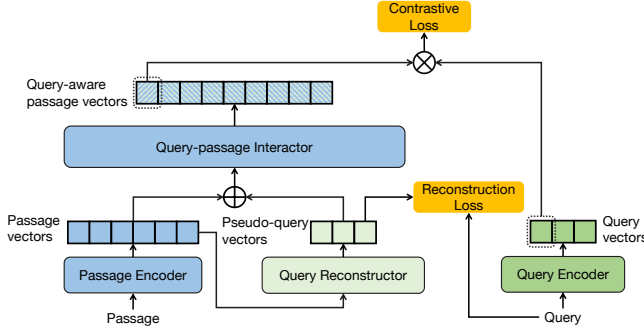 Contrastive
Loss
Query-aware
passage vectors
Query-passage Interactor
Passage
vectors
Pseudo-query
vectors
Reconstruction
Loss
Query
vectors
Passage Encoder
Query Reconstructor
Query Encoder
Passage
Query